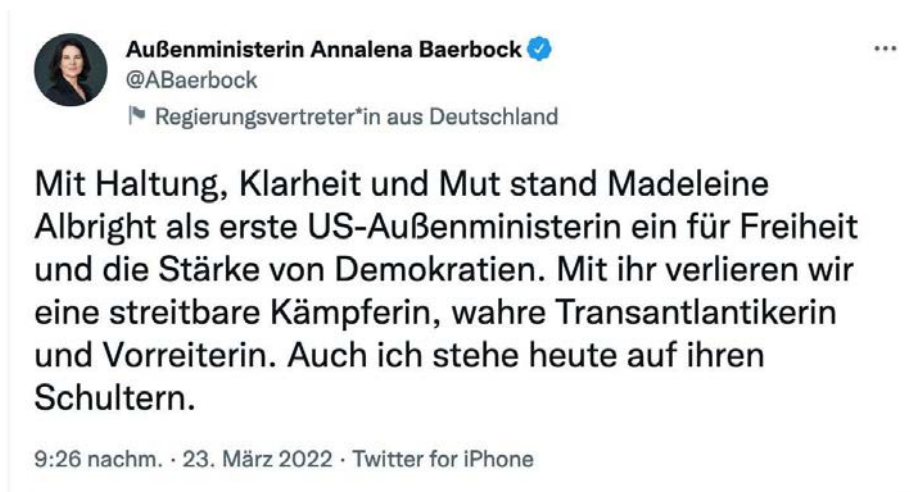 Außenministerin Annalena Baerbock
@ABaerbock
Regierungsvertreter*in aus Deutschland
Mit Haltung, Klarheit und Mut stand Madeleine
Albright als erste US-Außenministerin ein für Freiheit
und die Stärke von Demokratien. Mit ihr verlieren wir
eine streitbare Kämpferin, wahre Transantlantikerin
und Vorreiterin. Auch ich stehe heute auf ihren
Schultern.
9:26 nachm. · 23. März 2022 · Twitter for iPhone